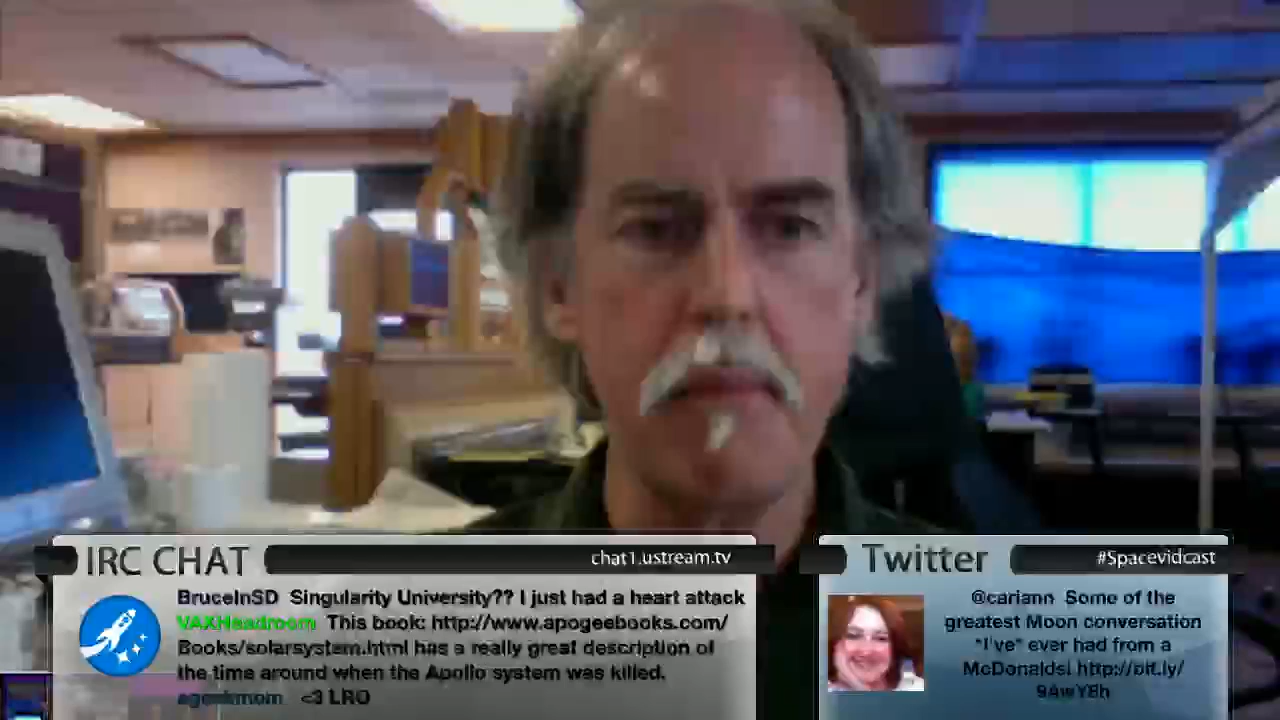 IRC CHAT
chat1.ustream.tv
BruceInSD Singularity University?? I just had a heart attack
VAXHeadroom This book: http://www.apogeebooks.com/
Books/solarsystem.html has a really great description of
the time around when the Apollo system was killed.
ageekmom <3 LRO
Twitter
#Spacevidcast
@cariann Some of the
greatest Moon conversation
*I've* ever had from a
McDonalds! http://bit.ly/
9AwY8h